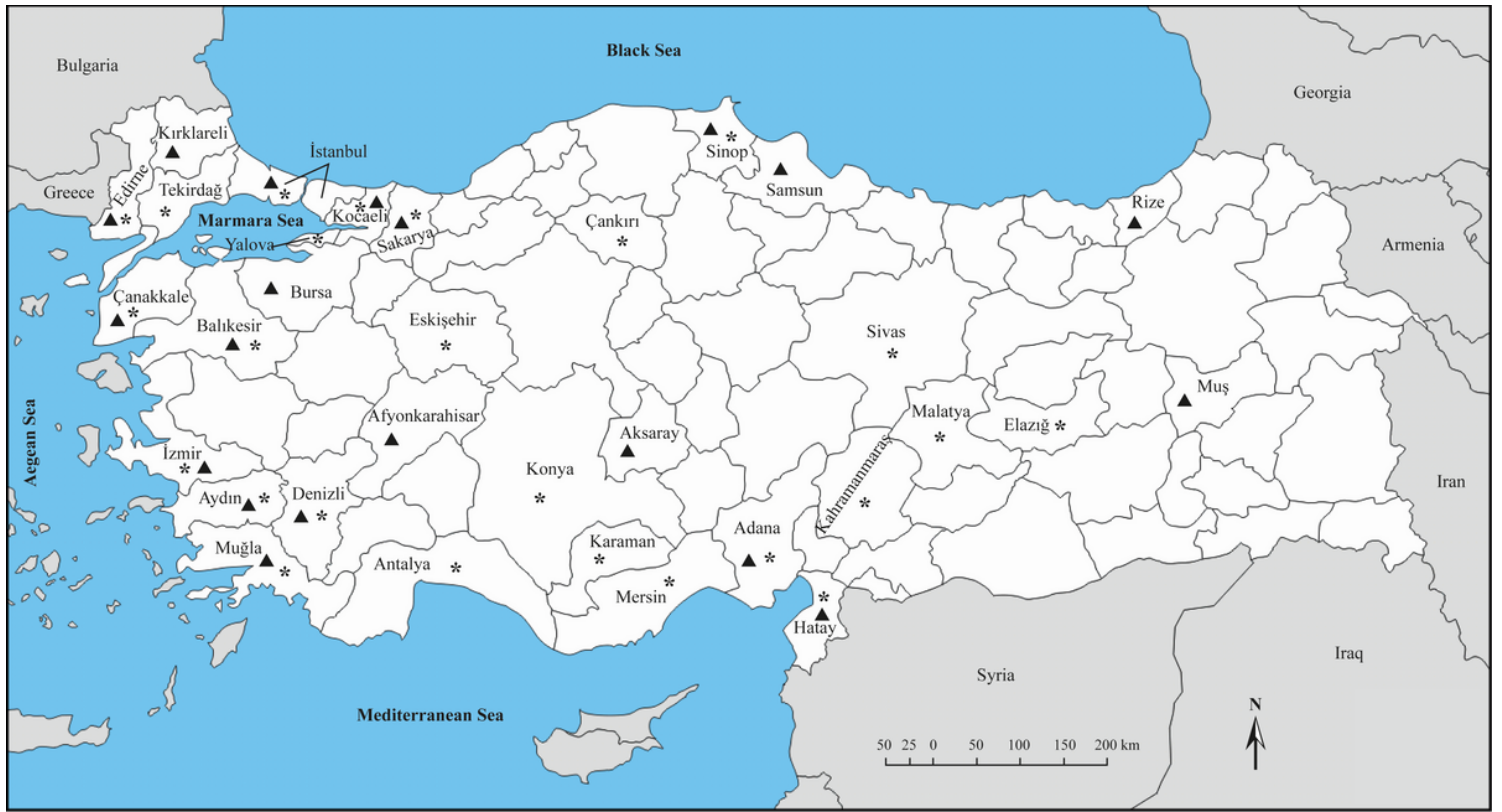 Black Sea
Bulgaria
Georgia
Kırklareli
İstanbul
Sinop
Edirne
Tekirdağ
Greece
Samsun
Rize
Kocaeli
Marmara Sea
Çankırı
Sakarya
Yalova
Armenia
Çanakkale
Bursa
Balıkesir
Eskişehir
Sivas
Muş
Afyonkarahisar
Malatya
Elazığ
Aksaray
Aegean Sea
İzmir
Konya
Kahramanmaraş
Iran
Aydın
Denizli
Adana
Karaman
Muğla
Antalya
Mersin
Hatay
Syria
Iraq
Mediterranean Sea
N
50 25 0 50 100 150 200 km